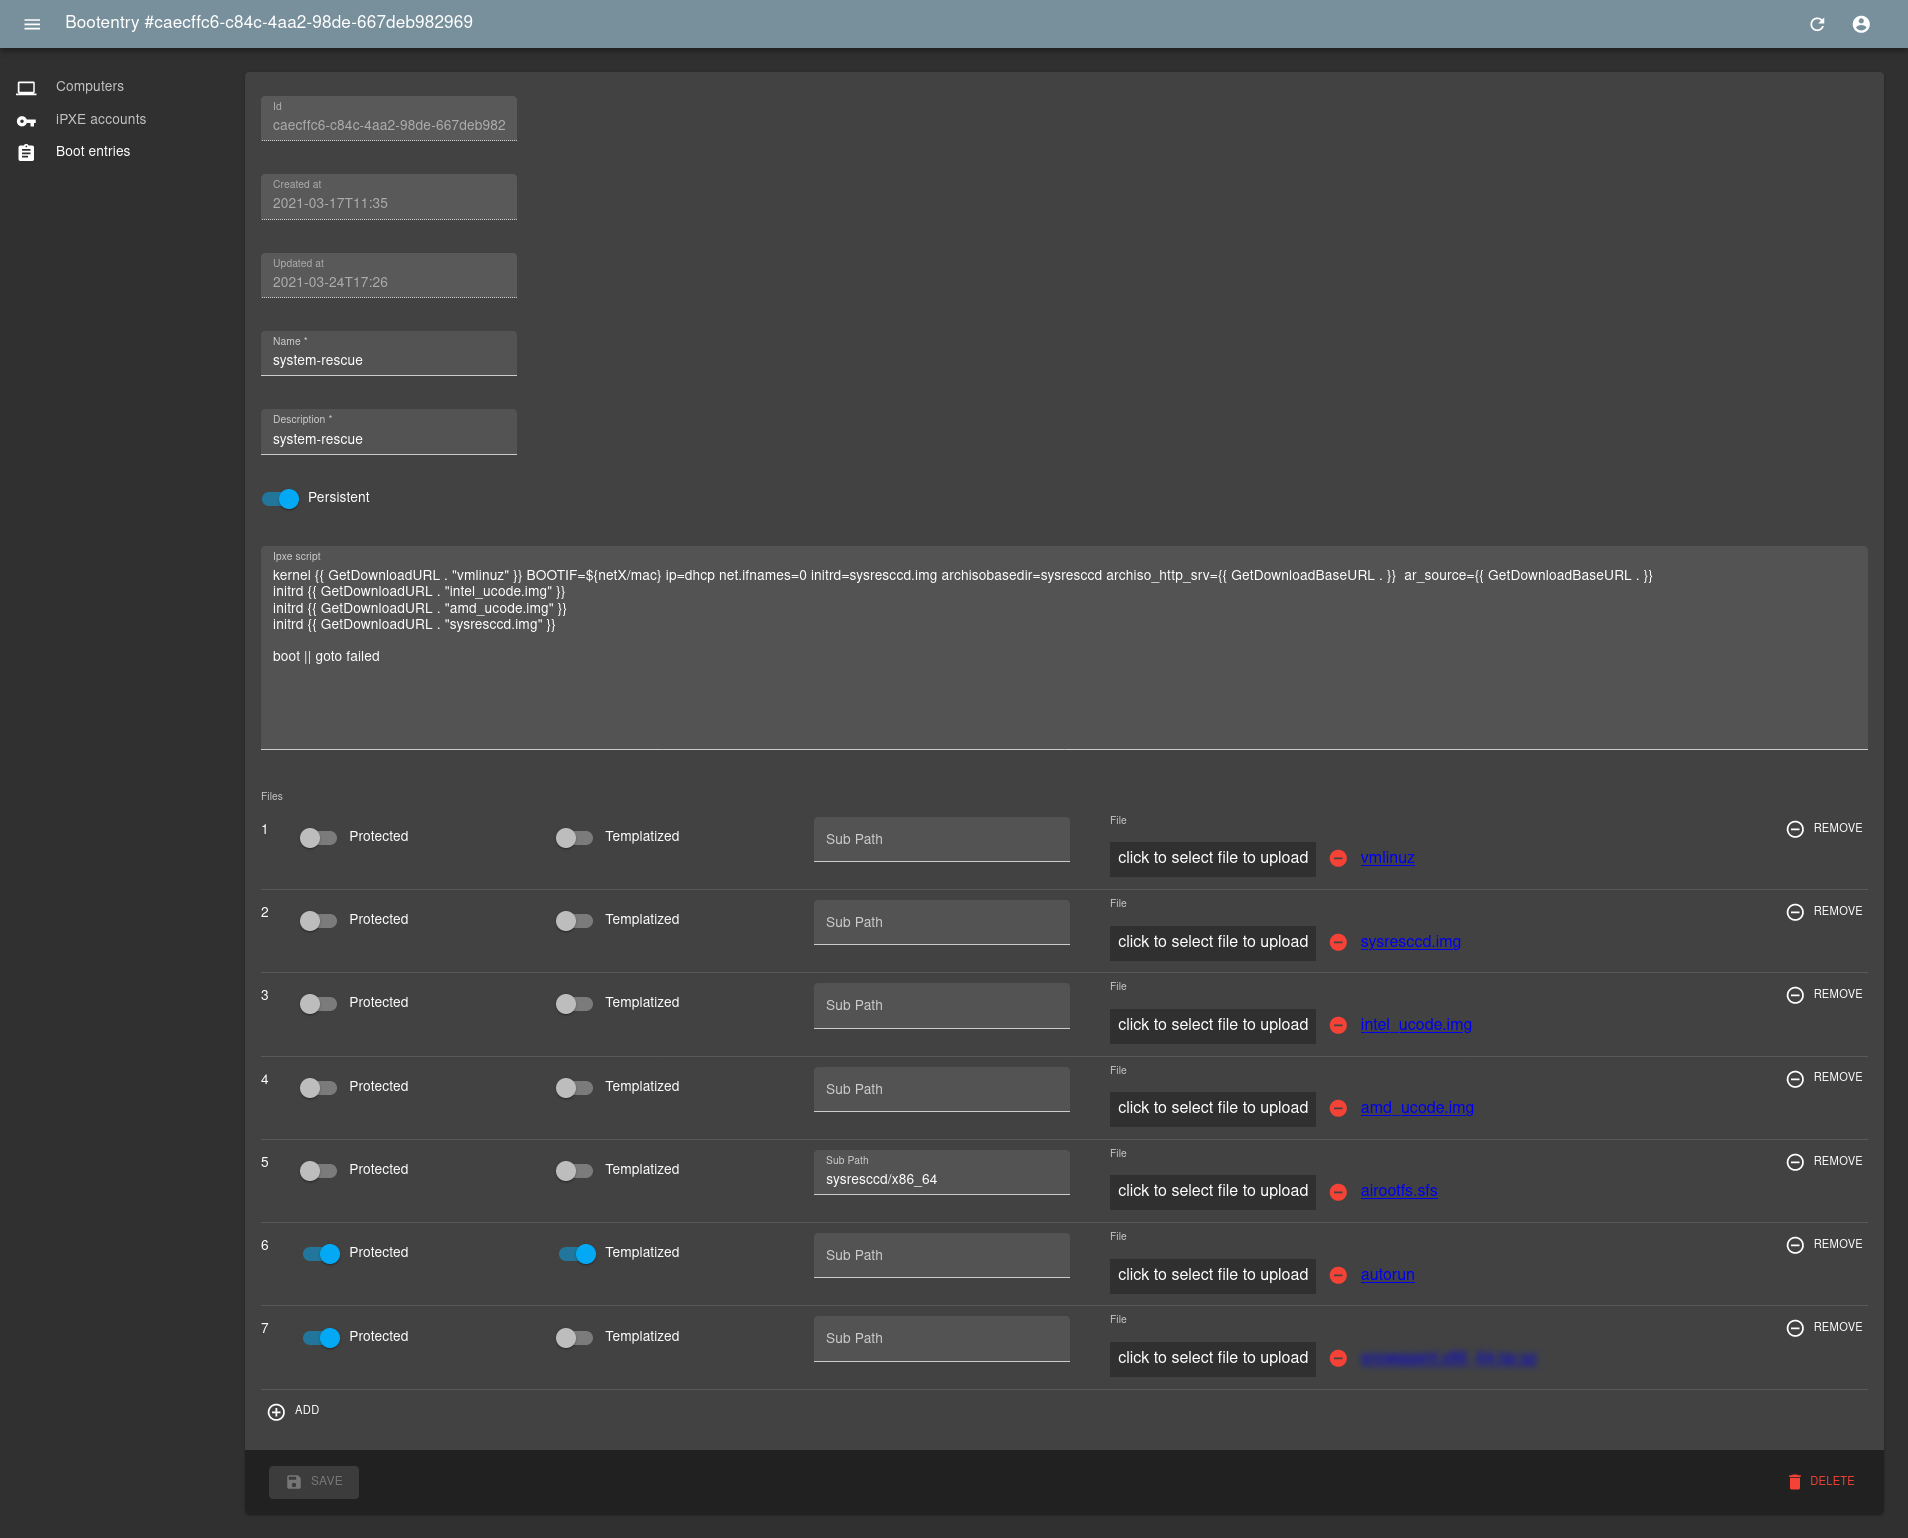 Bootentry #caecffc6-c84c-4aa2-98de-667deb982969
Computers
iPXE accounts
Boot entries
Id
caecffc6-c84c-4aa2-98de-667deb982
Created at
2021-03-17T11:35
Updated at
2021-03-24T17:26
Name *
system-rescue
Description *
system-rescue
Persistent
Ipxe script
kernel {{ GetDownloadURL . "vmlinuz" }} BOOTIF=${netX/mac} ip=dhcp net.ifnames=0 initrd=sysresccd.img archisobasedir=sysresccd archiso_http_srv={{ GetDownloadBaseURL . }}  ar_source={{ GetDownloadBaseURL . }}
initrd {{ GetDownloadURL . "intel_ucode.img" }}
initrd {{ GetDownloadURL . "amd_ucode.img" }}
initrd {{ GetDownloadURL . "sysresccd.img" }}
boot || goto failed
Files
1 Protected Templatized Sub Path File REMOVE
click to select file to upload vmlinuz
2 Protected Templatized Sub Path File REMOVE
click to select file to upload sysresccd.img
3 Protected Templatized Sub Path File REMOVE
click to select file to upload intel_ucode.img
4 Protected Templatized Sub Path File REMOVE
click to select file to upload amd_ucode.img
5 Protected Templatized Sub Path File REMOVE
sysresccd/x86_64
click to select file to upload airootfs.sfs
6 Protected Templatized Sub Path File REMOVE
click to select file to upload autorun
7 Protected Templatized Sub Path File REMOVE
click to select file to upload
ADD
SAVE
DELETE